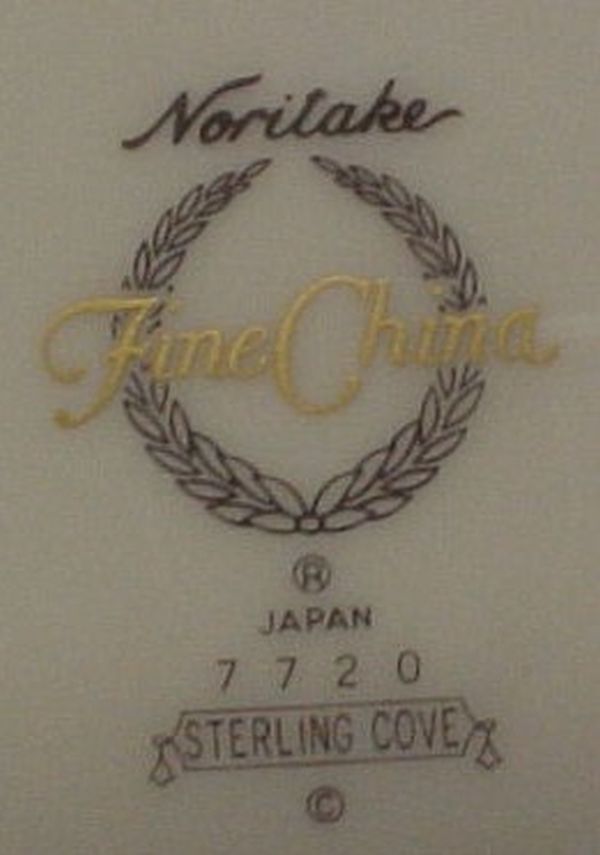 Noritake
Fine China
®
JAPAN
7720
STERLING COVE
©